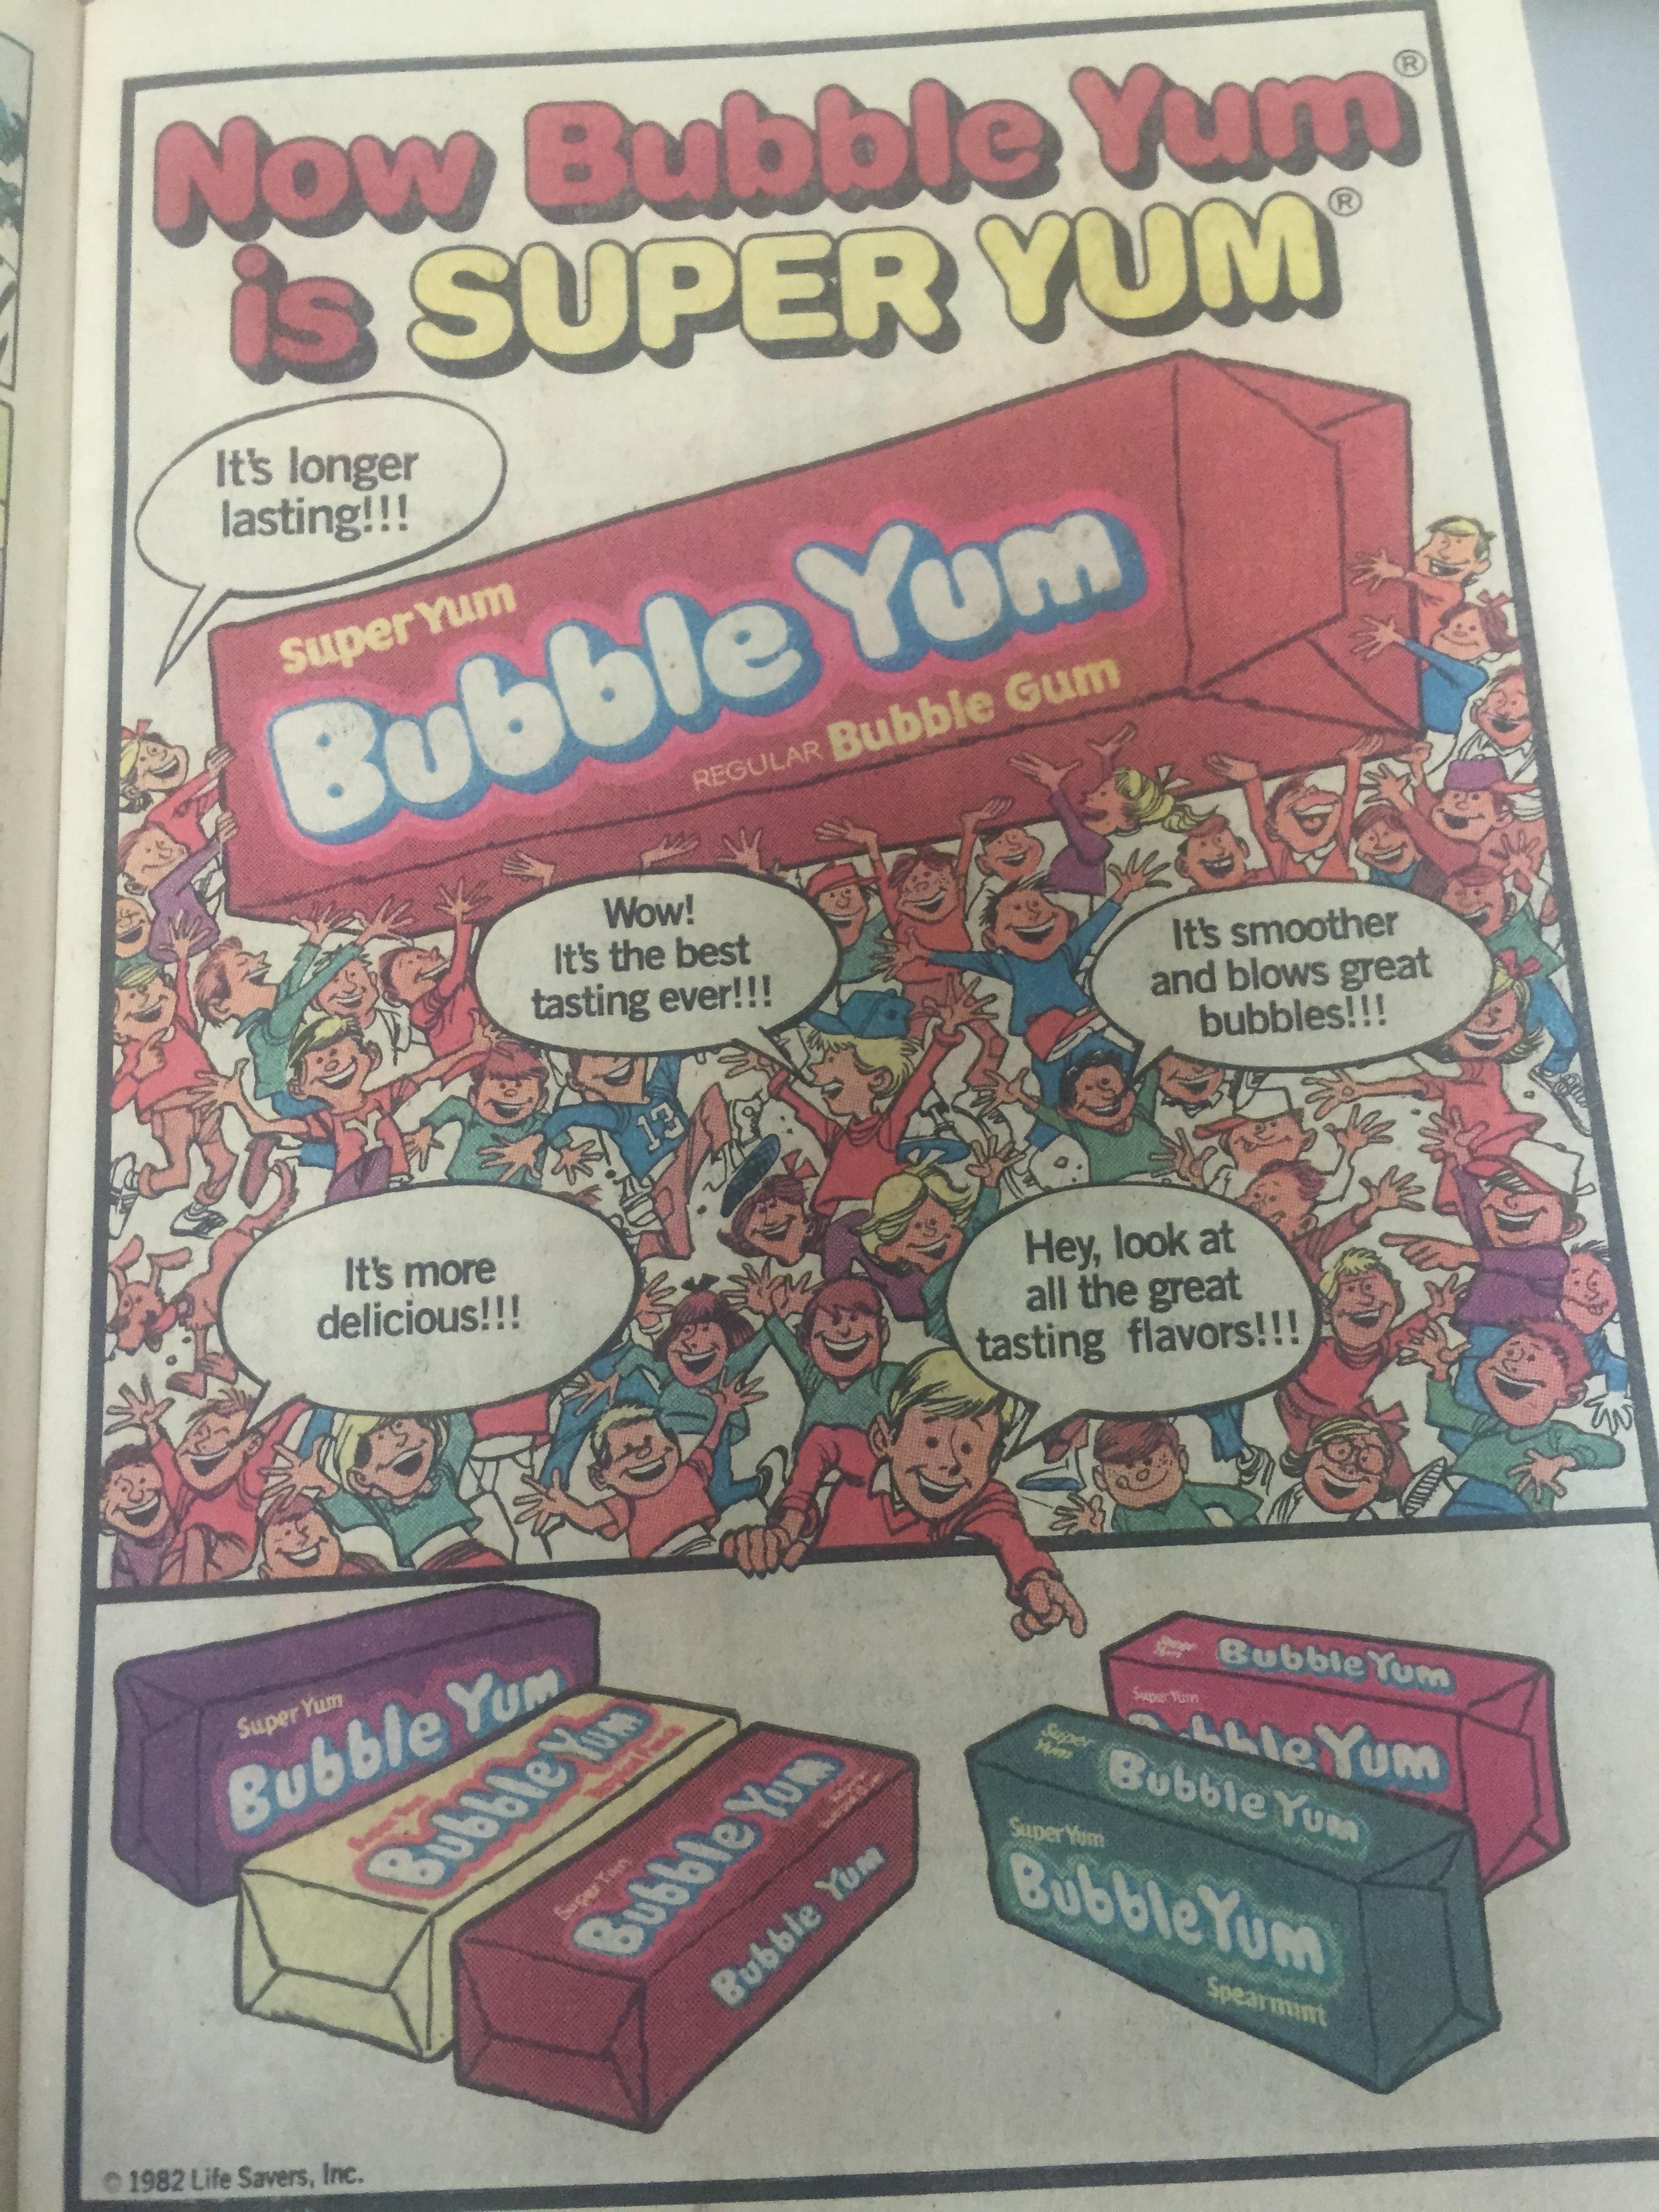 Now Bubble Yum®
is SUPER YUM®
It's longer
lasting!!!
Super Yum
Bubble Yum
REGULAR Bubble Gum
Wow!
It's the best
tasting ever!!!
It's smoother
and blows great
bubbles!!!
13
Y
It's more
delicious!!!
Hey, look at
all the great
tasting flavors!!!
Super Yum
Bubble Yum
Bubble Yum
Super Yum
Bubble Yum
Bubble Yum
Bubble Yum
Super Yum
Bubble Yum
Super Yum
Bubble Yum
Super Yum
Bubble Yum
Spearmint
© 1982 Life Savers, Inc.